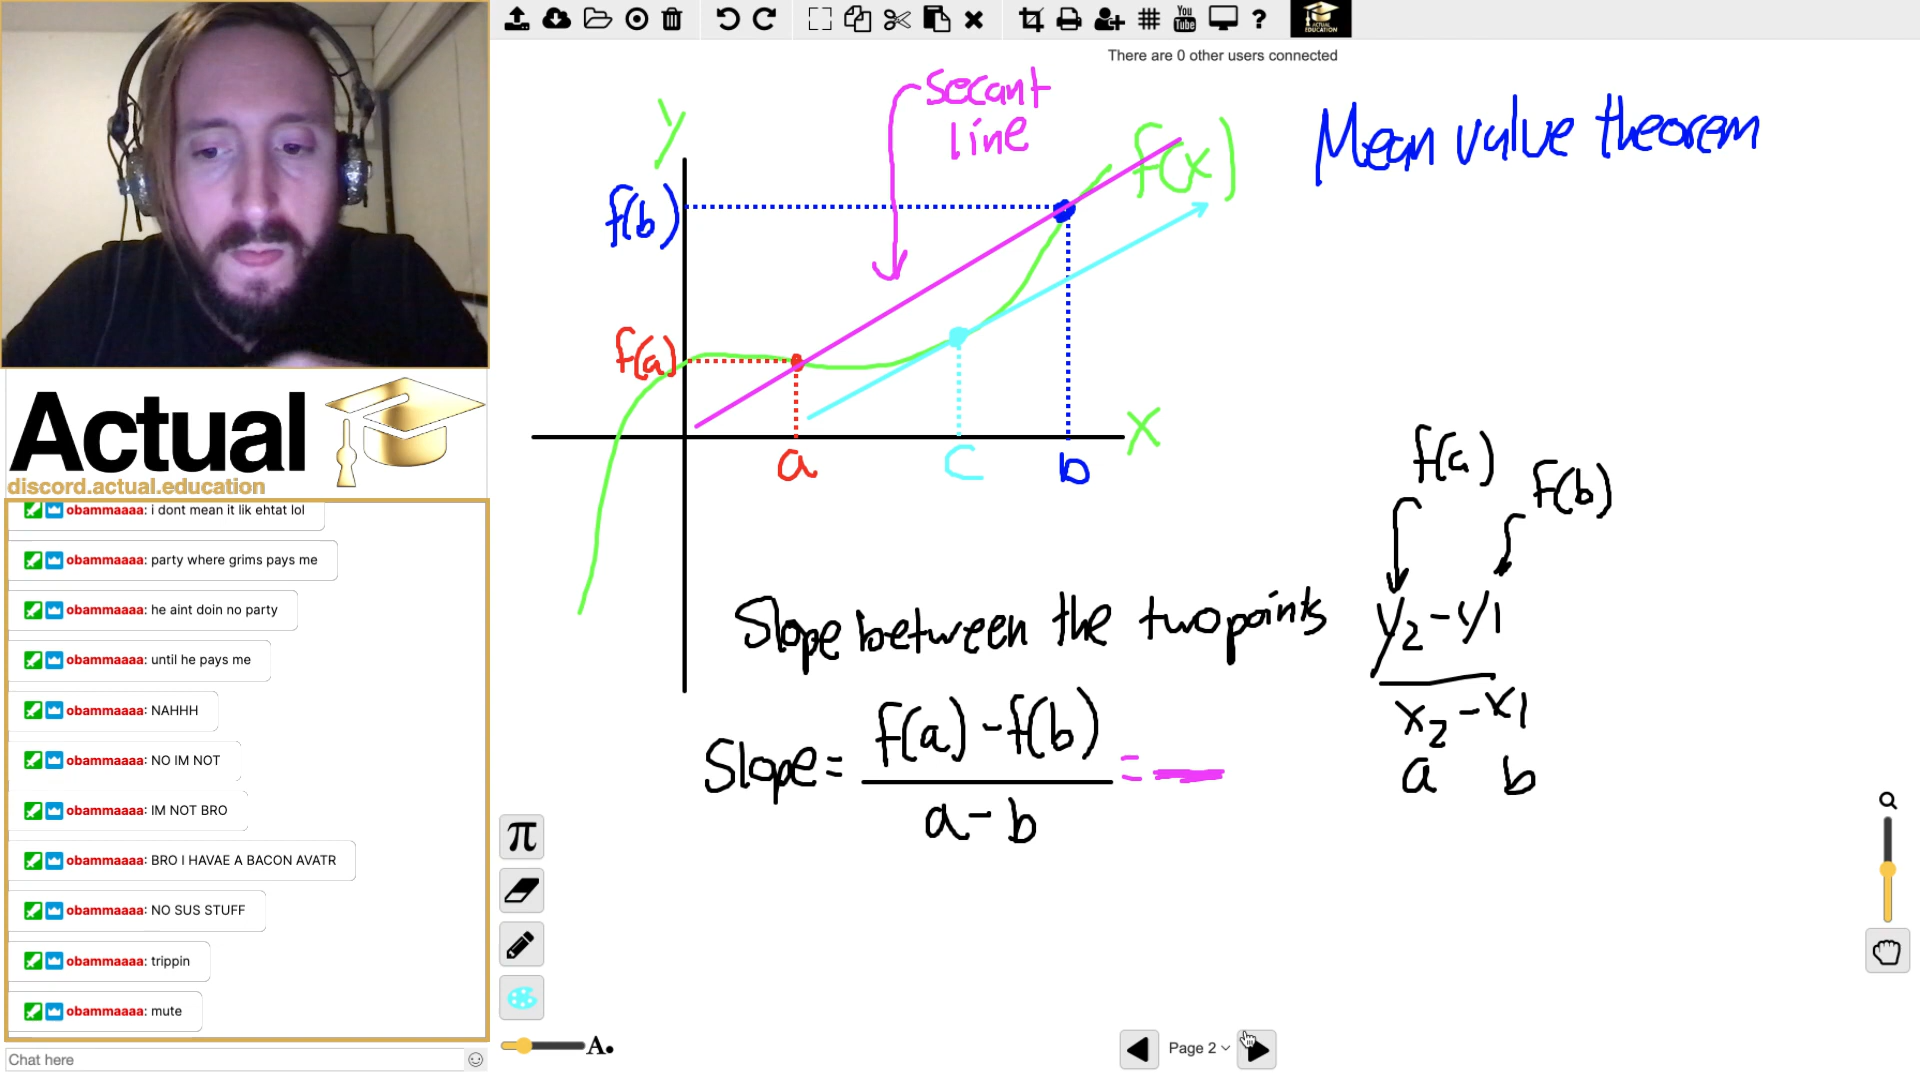 YouTube
ACTUAL
EDUCATION
There are 0 other users connected
secant
line
Mean value theorem
y
f(x)
f(b)
f(a)
x
a
c
b
f(a)
f(b)
Slope between the two points
y2 - y1
x2 - x1
a b
Slope = f(a) - f(b) =
a - b
Actual
discord.actual.education
obammaaaa: i dont mean it lik ehtat lol
obammaaaa: party where grims pays me
obammaaaa: he aint doin no party
obammaaaa: until he pays me
obammaaaa: NAHHH
obammaaaa: NO IM NOT
obammaaaa: IM NOT BRO
obammaaaa: BRO I HAVAE A BACON AVATR
obammaaaa: NO SUS STUFF
obammaaaa: trippin
obammaaaa: mute
Chat here
π
A
Page 2